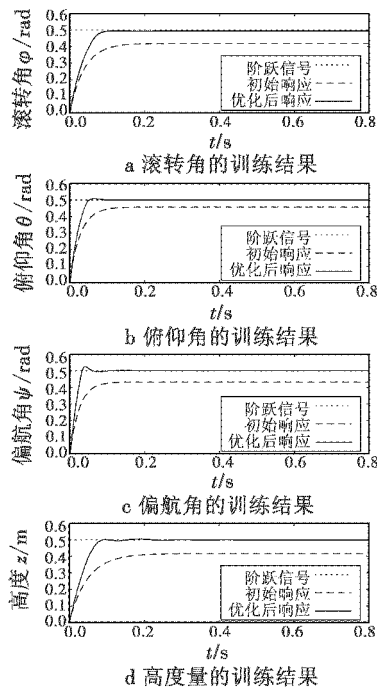 滚转角φ/rad
0.6
0.5
0.4
0.3
0.2
0.1
0.0
阶跃信号
初始响应
优化后响应
0.0 0.2 0.4 0.6 0.8
t/s
a 滚转角的训练结果
俯仰角θ/rad
0.6
0.5
0.4
0.3
0.2
0.1
0.0
阶跃信号
初始响应
优化后响应
0.0 0.2 0.4 0.6 0.8
t/s
b 俯仰角的训练结果
偏航角ψ/rad
0.6
0.5
0.4
0.3
0.2
0.1
0.0
阶跃信号
初始响应
优化后响应
0.0 0.2 0.4 0.6 0.8
t/s
c 偏航角的训练结果
高度 z/m
0.6
0.5
0.4
0.3
0.2
0.1
0.0
阶跃信号
初始响应
优化后响应
0.0 0.2 0.4 0.6 0.8
t/s
d 高度量的训练结果